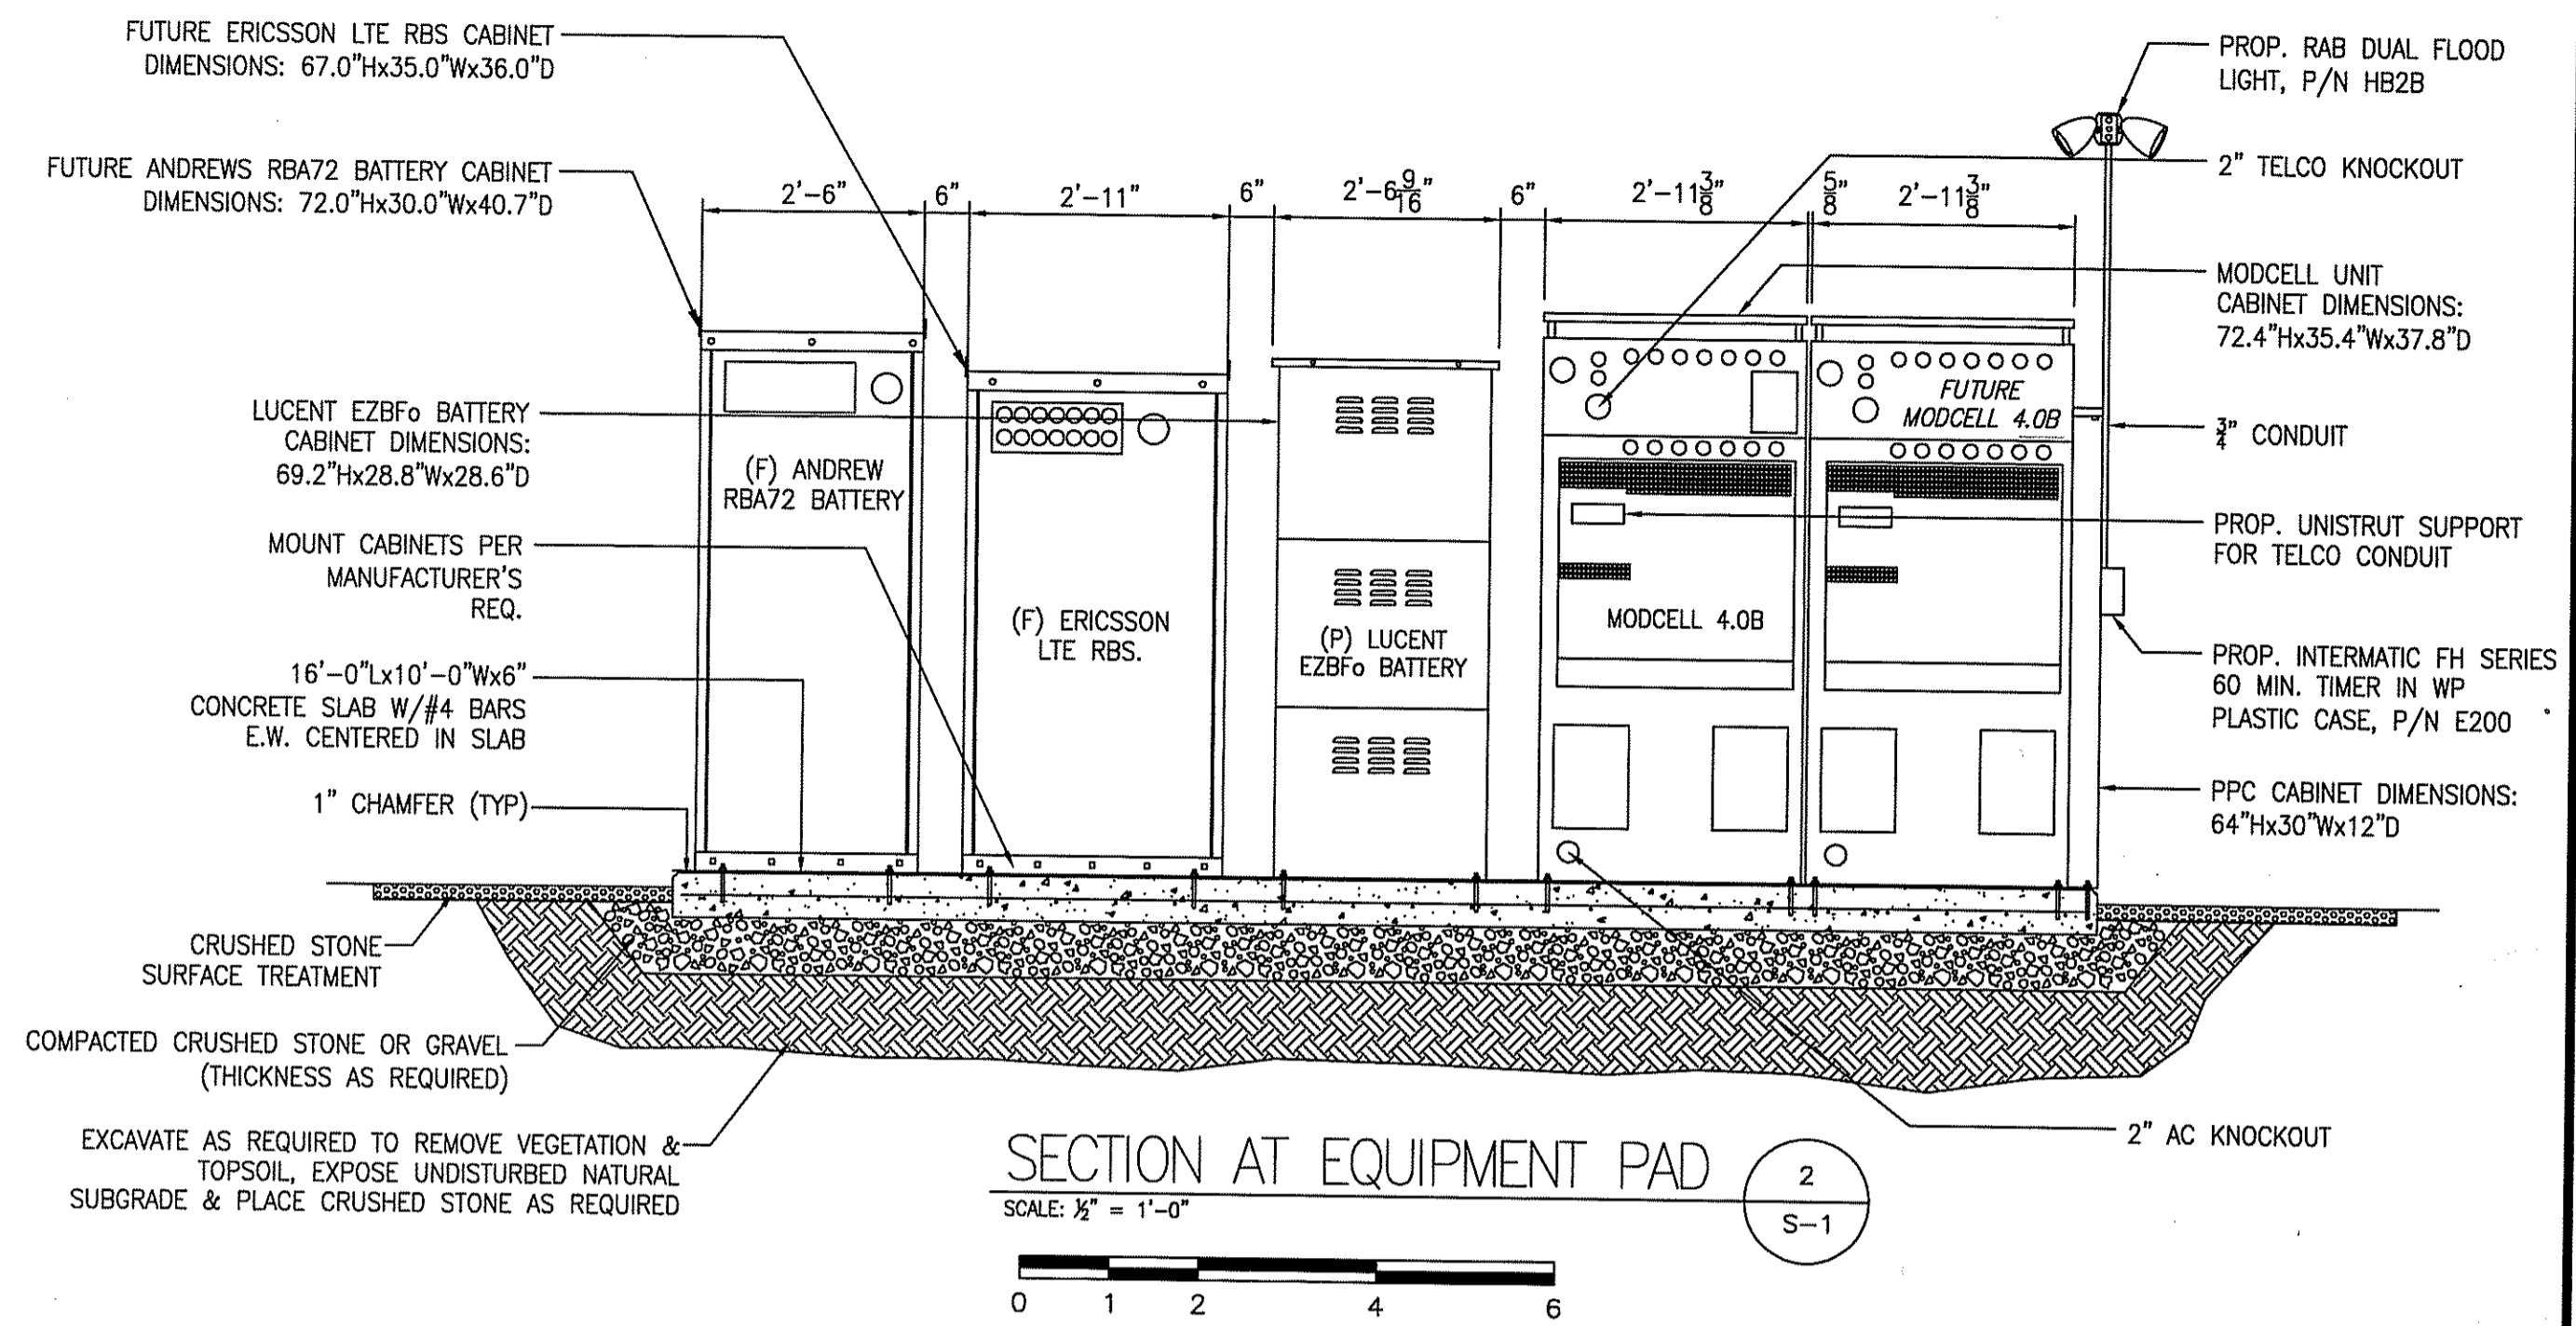 FUTURE ERICSSON LTE RBS CABINET
DIMENSIONS: 67.0"Hx35.0"Wx36.0"D
FUTURE ANDREWS RBA72 BATTERY CABINET
DIMENSIONS: 72.0"Hx30.0"Wx40.7"D
LUCENT EZBFo BATTERY
CABINET DIMENSIONS:
69.2"Hx28.8"Wx28.6"D
MOUNT CABINETS PER
MANUFACTURER'S
REQ.
16'-0"Lx10'-0"Wx6"
CONCRETE SLAB W/#4 BARS
E.W. CENTERED IN SLAB
1" CHAMFER (TYP)
CRUSHED STONE
SURFACE TREATMENT
COMPACTED CRUSHED STONE OR GRAVEL
(THICKNESS AS REQUIRED)
EXCAVATE AS REQUIRED TO REMOVE VEGETATION &
TOPSOIL, EXPOSE UNDISTURBED NATURAL
SUBGRADE & PLACE CRUSHED STONE AS REQUIRED
2'-6" 6" 2'-11" 6" 2'-6 9/16" 6" 2'-11 3/8" 5/8" 2'-11 3/8"
(F) ANDREW
RBA72 BATTERY
(F) ERICSSON
LTE RBS.
(P) LUCENT
EZBFo BATTERY
MODCELL 4.0B
FUTURE
MODCELL 4.0B
PROP. RAB DUAL FLOOD
LIGHT, P/N HB2B
2" TELCO KNOCKOUT
MODCELL UNIT
CABINET DIMENSIONS:
72.4"Hx35.4"Wx37.8"D
3/4" CONDUIT
PROP. UNISTRUT SUPPORT
FOR TELCO CONDUIT
PROP. INTERMATIC FH SERIES
60 MIN. TIMER IN WP
PLASTIC CASE, P/N E200
PPC CABINET DIMENSIONS:
64"Hx30"Wx12"D
2" AC KNOCKOUT
SECTION AT EQUIPMENT PAD
SCALE: ½" = 1'-0"
2
S-1
0 1 2 4 6